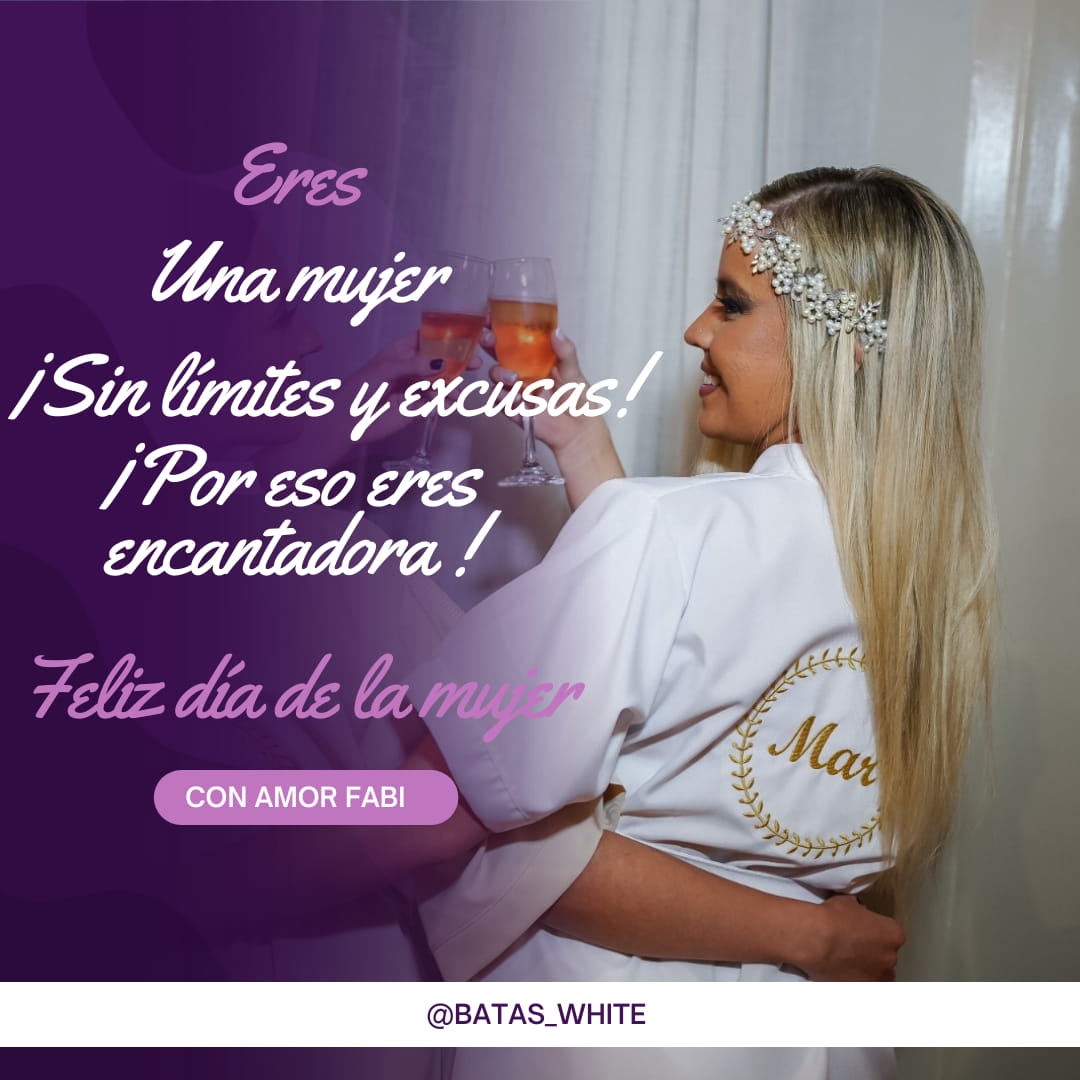 Eres
Una mujer
¡Sin límites y excusas!
¡Por eso eres
encantadora !
Feliz día de la mujer
CON AMOR FABI
Mar
@BATAS_WHITE